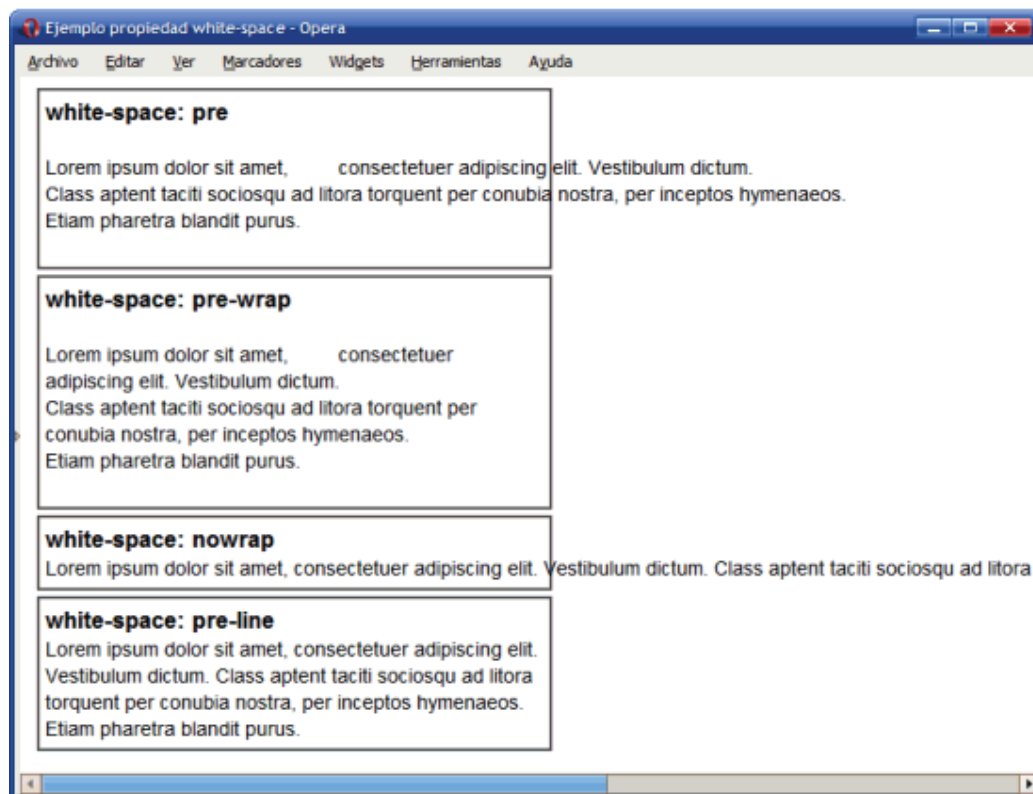 Ejemplo propiedad white-space - Opera
Archivo Editar Ver Marcadores Widgets Herramientas Ayuda
white-space: pre
Lorem ipsum dolor sit amet, consectetuer adipiscing elit. Vestibulum dictum.
Class aptent taciti sociosqu ad litora torquent per conubia nostra, per inceptos hymenaeos.
Etiam pharetra blandit purus.
white-space: pre-wrap
Lorem ipsum dolor sit amet, consectetuer
adipiscing elit. Vestibulum dictum.
Class aptent taciti sociosqu ad litora torquent per
conubia nostra, per inceptos hymenaeos.
Etiam pharetra blandit purus.
white-space: nowrap
Lorem ipsum dolor sit amet, consectetuer adipiscing elit. Vestibulum dictum. Class aptent taciti sociosqu ad litora
white-space: pre-line
Lorem ipsum dolor sit amet, consectetuer adipiscing elit.
Vestibulum dictum. Class aptent taciti sociosqu ad litora
torquent per conubia nostra, per inceptos hymenaeos.
Etiam pharetra blandit purus.